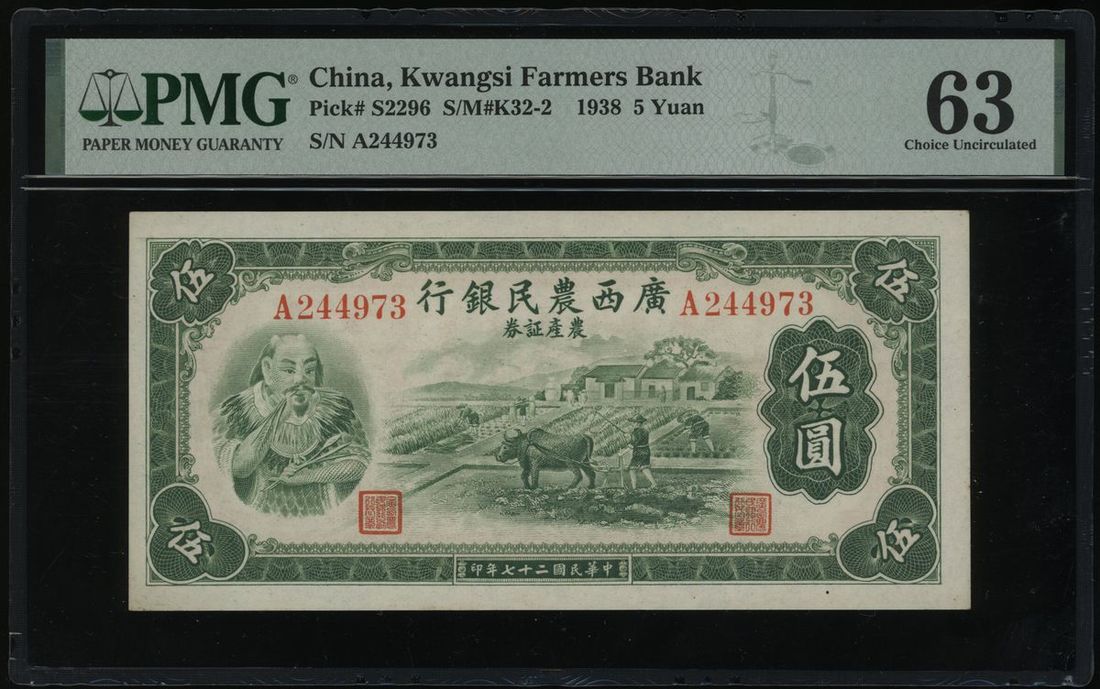 PMG®
PAPER MONEY GUARANTY
China, Kwangsi Farmers Bank
Pick# S2296 S/M#K32-2 1938 5 Yuan
S/N A244973
63
Choice Uncirculated
伍
伍
A244973
行銀民農西廣
A244973
券証產農
伍圓
伍
伍
印年七十二國民華中